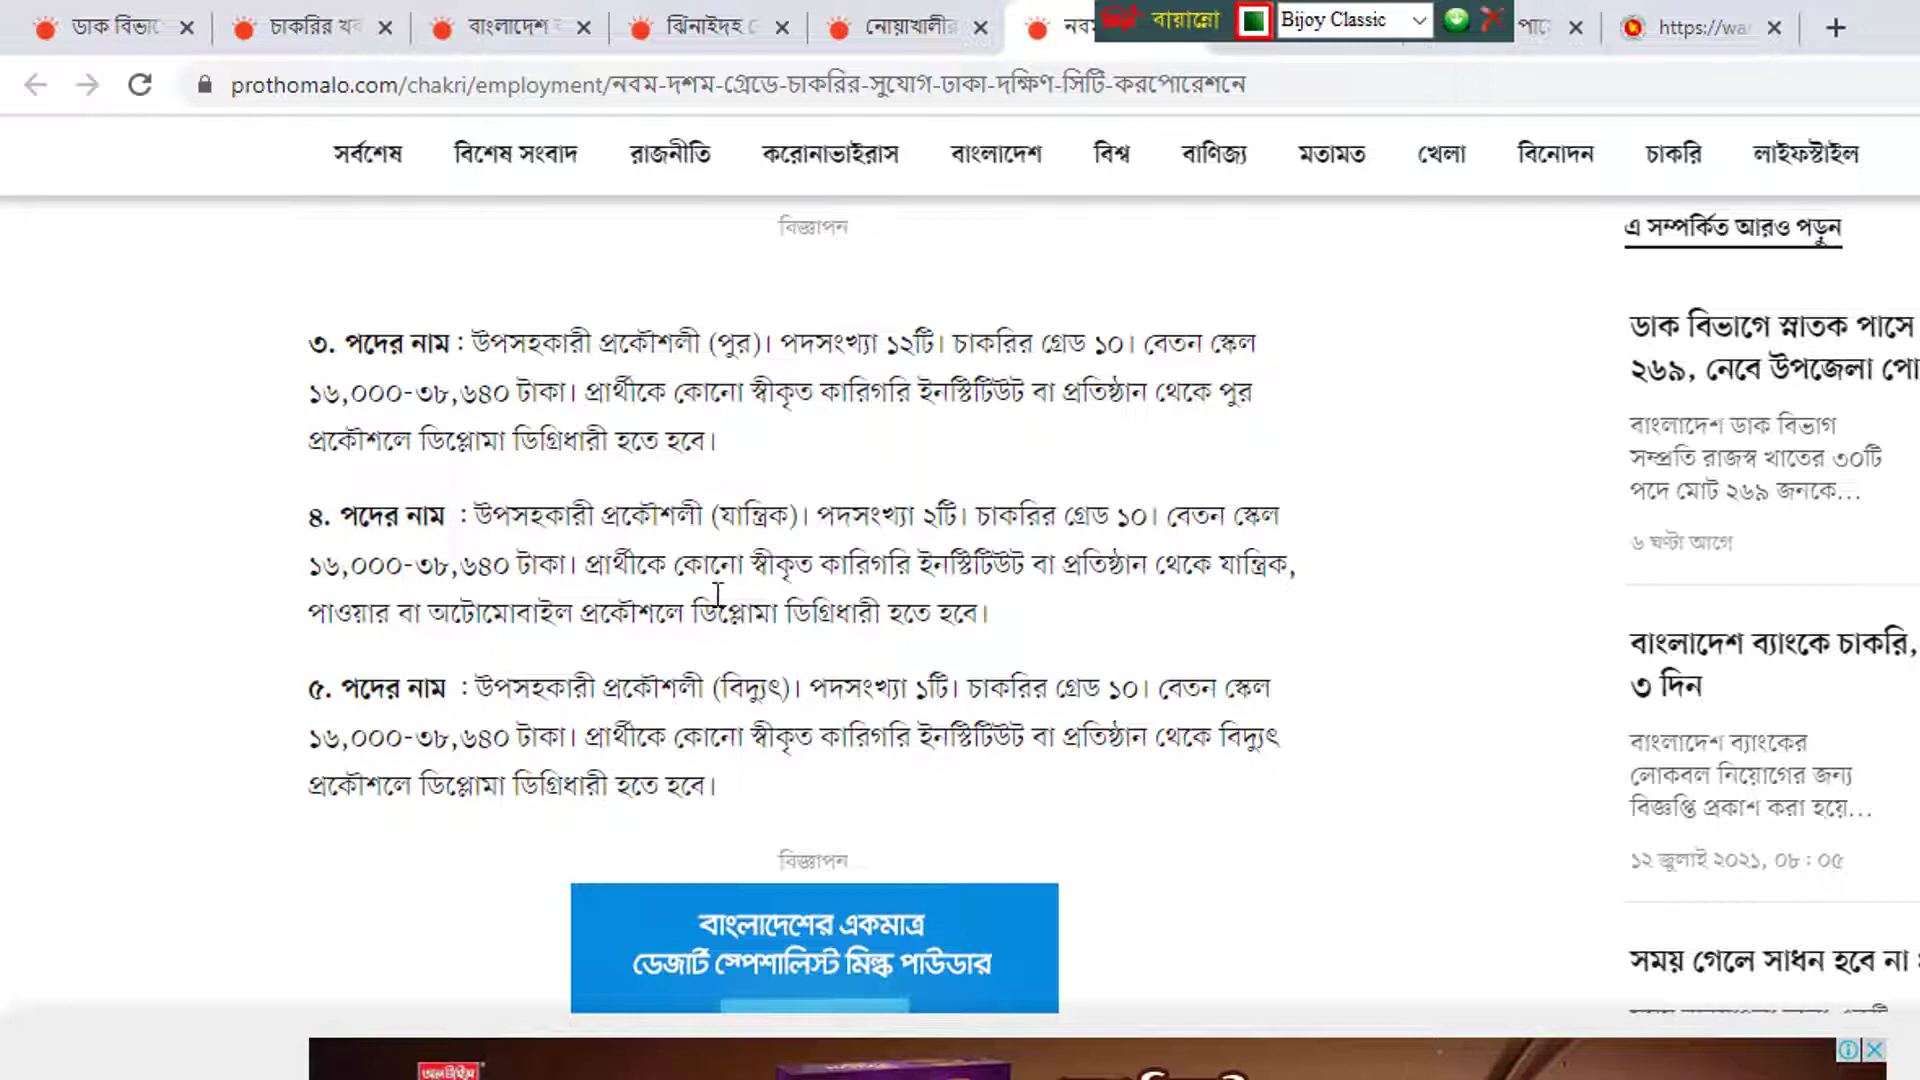 ডাক বিভা
চাকরির খব
বাংলাদেশ
ঝিনাইদহ
নোয়াখালীর
নবম
বায়ান্নো
Bijoy Classic
পাসে
https://wa
prothomalo.com/chakri/employment/নবম-দশম-গ্রেডে-চাকরির-সুযোগ-ঢাকা-দক্ষিণ-সিটি-করপোরেশনে
সর্বশেষ বিশেষ সংবাদ রাজনীতি করোনাভাইরাস বাংলাদেশ বিশ্ব বাণিজ্য মতামত খেলা বিনোদন চাকরি লাইফস্টাইল
বিজ্ঞাপন
৩. পদের নাম : উপসহকারী প্রকৌশলী (পুর)। পদসংখ্যা ১২টি। চাকরির গ্রেড ১০। বেতন স্কেল
১৬,০০০-৩৮,৬৪০ টাকা। প্রার্থীকে কোনো স্বীকৃত কারিগরি ইনস্টিটিউট বা প্রতিষ্ঠান থেকে পুর
প্রকৌশলে ডিপ্লোমা ডিগ্রিধারী হতে হবে।
৪. পদের নাম : উপসহকারী প্রকৌশলী (যান্ত্রিক)। পদসংখ্যা ২টি। চাকরির গ্রেড ১০। বেতন স্কেল
১৬,০০০-৩৮,৬৪০ টাকা। প্রার্থীকে কোনো স্বীকৃত কারিগরি ইনস্টিটিউট বা প্রতিষ্ঠান থেকে যান্ত্রিক,
পাওয়ার বা অটোমোবাইল প্রকৌশলে ডিপ্লোমা ডিগ্রিধারী হতে হবে।
৫. পদের নাম : উপসহকারী প্রকৌশলী (বিদ্যুৎ)। পদসংখ্যা ১টি। চাকরির গ্রেড ১০। বেতন স্কেল
১৬,০০০-৩৮,৬৪০ টাকা। প্রার্থীকে কোনো স্বীকৃত কারিগরি ইনস্টিটিউট বা প্রতিষ্ঠান থেকে বিদ্যুৎ
প্রকৌশলে ডিপ্লোমা ডিগ্রিধারী হতে হবে।
বিজ্ঞাপন
বাংলাদেশের একমাত্র
ডেজার্ট স্পেশালিস্ট মিল্ক পাউডার
এ সম্পর্কিত আরও পড়ুন
ডাক বিভাগে স্নাতক পাসে
২৬৯, নেবে উপজেলা পো
বাংলাদেশ ডাক বিভাগ
সম্প্রতি রাজস্ব খাতের ৩০টি
পদে মোট ২৬৯ জনকে...
৬ ঘণ্টা আগে
বাংলাদেশ ব্যাংকে চাকরি,
৩ দিন
বাংলাদেশ ব্যাংকের
লোকবল নিয়োগের জন্য
বিজ্ঞপ্তি প্রকাশ করা হয়ে...
১২ জুলাই ২০২১, ০৮ : ০৫
সময় গেলে সাধন হবে না